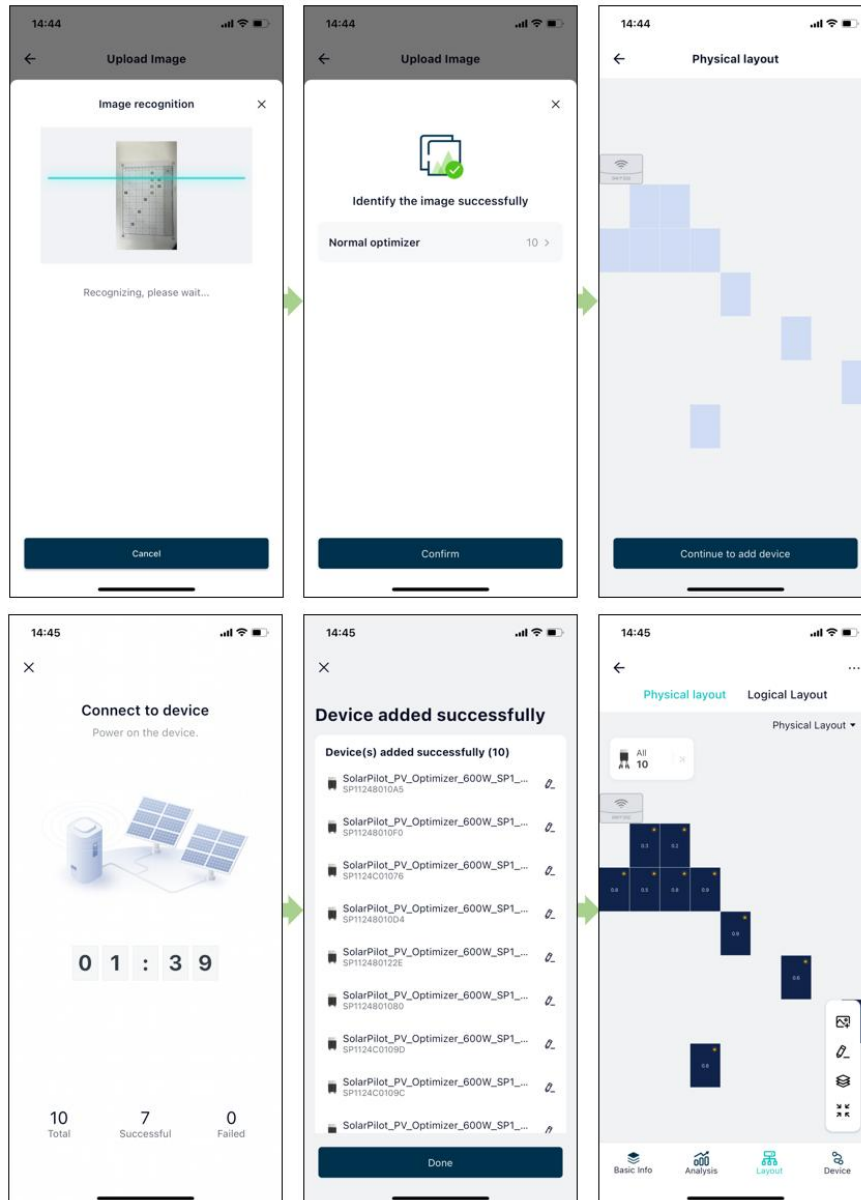 14:44
Upload Image
Image recognition
Recognizing, please wait...
Cancel
14:44
Upload Image
Identify the image successfully
Normal optimizer 10 >
Confirm
14:44
Physical layout
Continue to add device
14:45
Connect to device
Power on the device.
01:39
10 7 0
Total Successful Failed
14:45
Device added successfully
Device(s) added successfully (10)
SolarPilot_PV_Optimizer_600W_SP1_...
SP11248010A5
SolarPilot_PV_Optimizer_600W_SP1_...
SP11248010F0
SolarPilot_PV_Optimizer_600W_SP1_...
SP1124C01076
SolarPilot_PV_Optimizer_600W_SP1_...
SP11248010D4
SolarPilot_PV_Optimizer_600W_SP1_...
SP112480122E
SolarPilot_PV_Optimizer_600W_SP1_...
SP1124801080
SolarPilot_PV_Optimizer_600W_SP1_...
SP1124C0109D
SolarPilot_PV_Optimizer_600W_SP1_...
SP1124C0109C
SolarPilot_PV_Optimizer_600W_SP1_...
Done
14:45
...
Physical layout Logical Layout
Physical Layout
All
10
Basic Info Analysis Layout Device